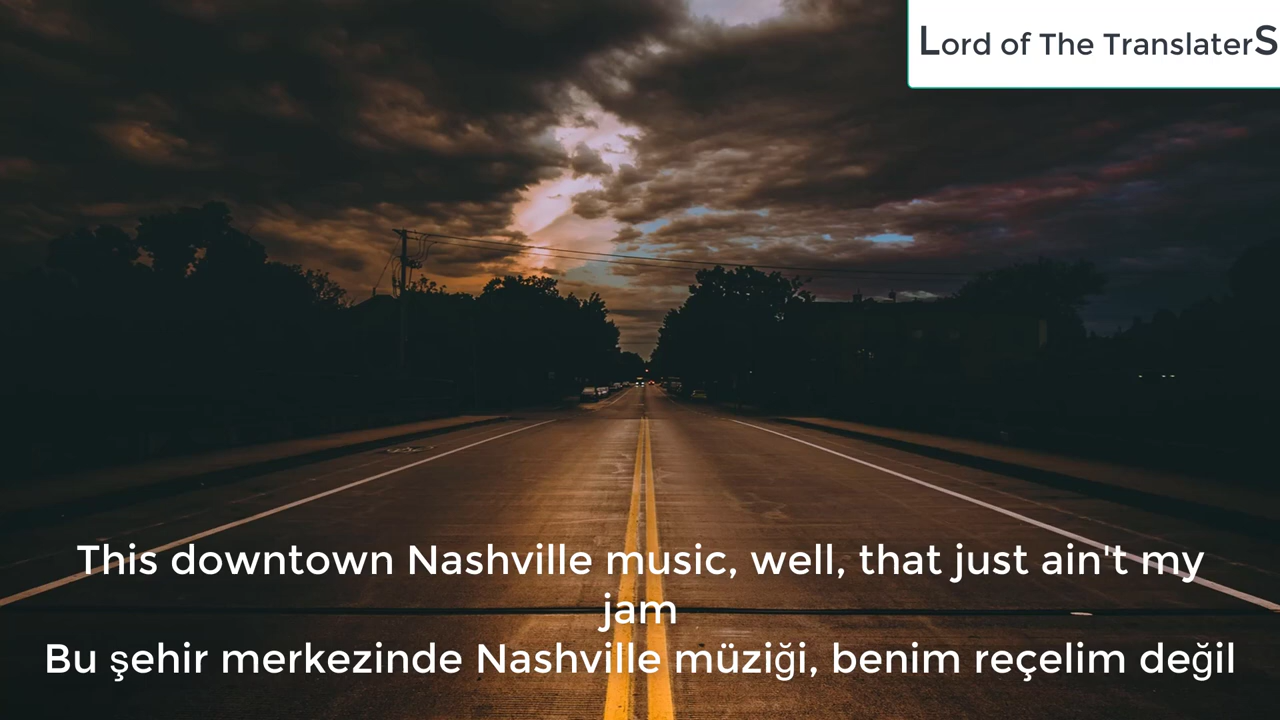 Lord of The TranslaterS
This downtown Nashville music, well, that just ain't my
jam
Bu şehir merkezinde Nashville müziği, benim reçelim değil